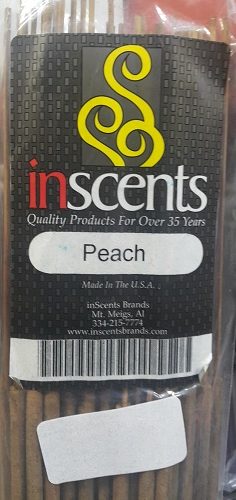 inscents
Quality Products For Over 35 Years
Peach
Made In The U.S.A.
inScents Brands
Mt. Meigs, Al
334-215-7774
www.inscentsbrands.com